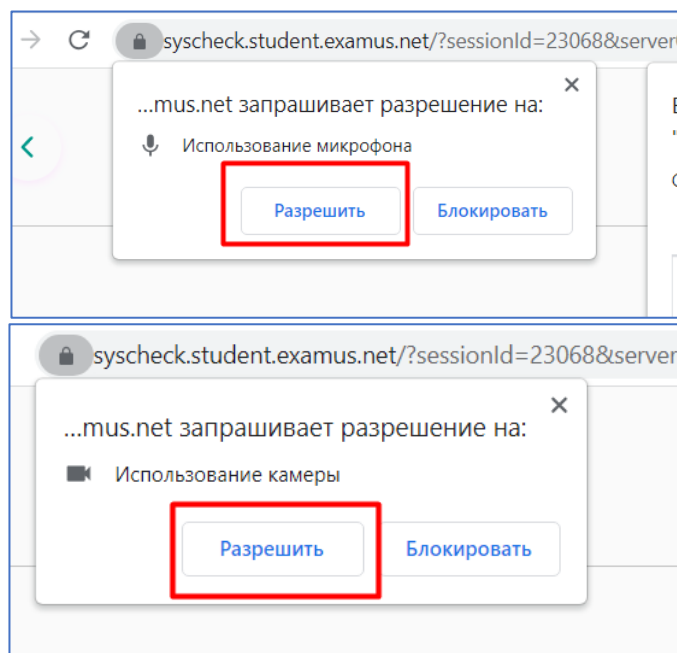 syscheck.student.examus.net/?sessionId=23068&server
...mus.net запрашивает разрешение на:
Использование микрофона
Разрешить
Блокировать
syscheck.student.examus.net/?sessionId=23068&server
...mus.net запрашивает разрешение на:
Использование камеры
Разрешить
Блокировать